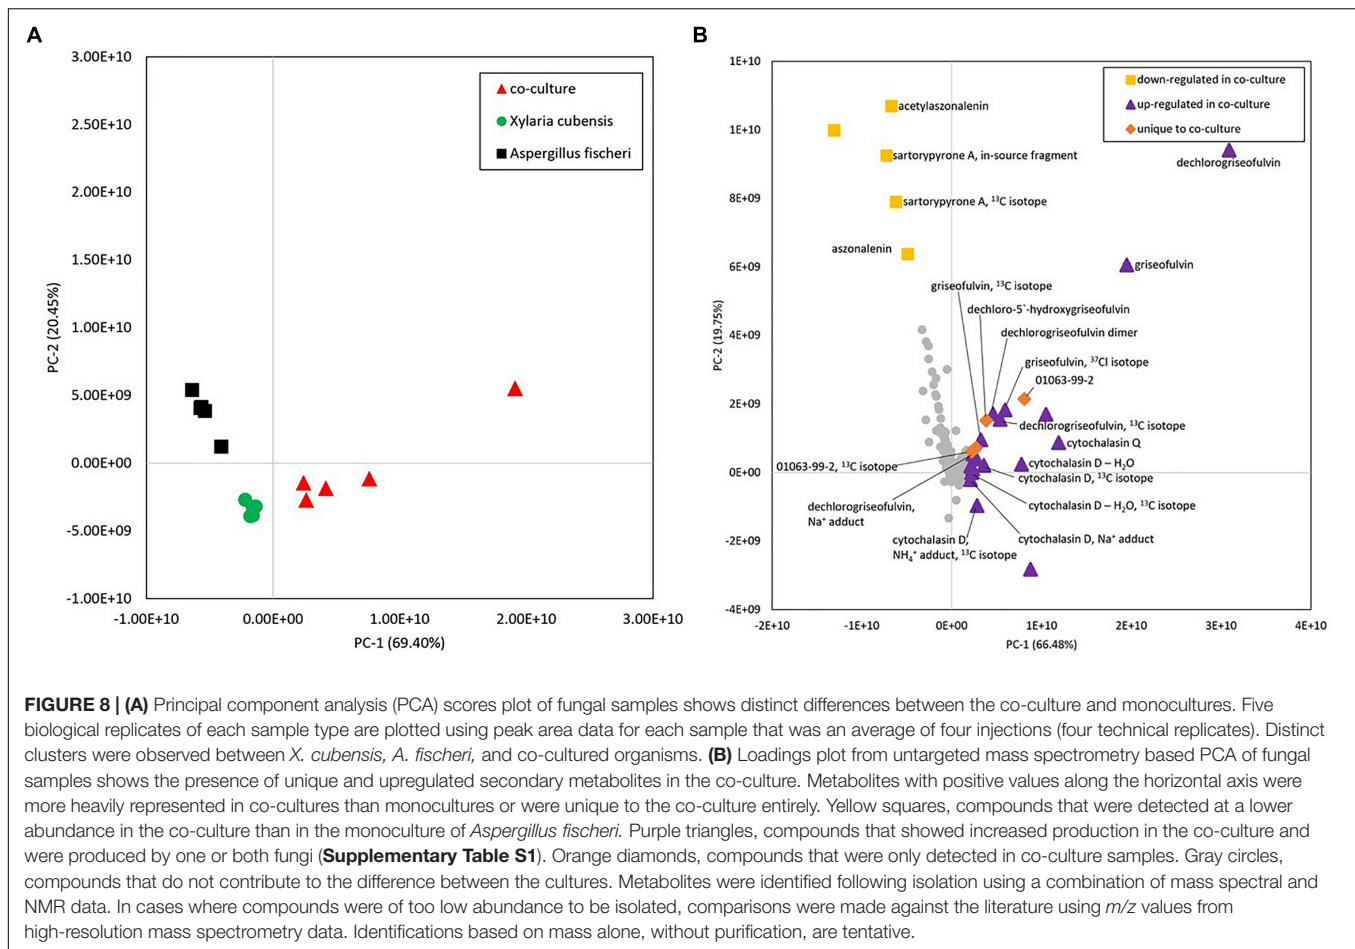 A
3.00E+10
2.50E+10
2.00E+10
1.50E+10
1.00E+10
5.00E+09
0.00E+00
-5.00E+09
-1.00E+10
PC-2 (20.45%)
co-culture
Xylaria cubensis
Aspergillus fischeri
-1.00E+10
0.00E+00
1.00E+10
2.00E+10
3.00E+10
PC-1 (69.40%)
B
1E+10
1E+10
8E+09
6E+09
4E+09
2E+09
0E+00
-2E+09
-4E+09
PC-2 (19.75%)
down-regulated in co-culture
up-regulated in co-culture
unique to co-culture
acetylaszonalenin
sartorypyrone A, in-source fragment
sartorypyrone A, ¹³C isotope
aszonalenin
dechlorogriseofulvin
griseofulvin
griseofulvin, ¹³C isotope
dechloro-5`-hydroxygriseofulvin
dechlorogriseofulvin dimer
griseofulvin, ³⁷Cl isotope
01063-99-2
dechlorogriseofulvin, ¹³C isotope
cytochalasin Q
cytochalasin D – H₂O
cytochalasin D, ¹³C isotope
01063-99-2, ¹³C isotope
cytochalasin D – H₂O, ¹³C isotope
dechlorogriseofulvin,
Na⁺ adduct
cytochalasin D, Na⁺ adduct
cytochalasin D,
NH₄⁺ adduct, ¹³C isotope
-2E+10
-1E+10
0E+00
1E+10
2E+10
3E+10
4E+10
PC-1 (66.48%)
FIGURE 8 | (A) Principal component analysis (PCA) scores plot of fungal samples shows distinct differences between the co-culture and monocultures. Five
biological replicates of each sample type are plotted using peak area data for each sample that was an average of four injections (four technical replicates). Distinct
clusters were observed between X. cubensis, A. fischeri, and co-cultured organisms. (B) Loadings plot from untargeted mass spectrometry based PCA of fungal
samples shows the presence of unique and upregulated secondary metabolites in the co-culture. Metabolites with positive values along the horizontal axis were
more heavily represented in co-cultures than monocultures or were unique to the co-culture entirely. Yellow squares, compounds that were detected at a lower
abundance in the co-culture than in the monoculture of Aspergillus fischeri. Purple triangles, compounds that showed increased production in the co-culture and
were produced by one or both fungi (Supplementary Table S1). Orange diamonds, compounds that were only detected in co-culture samples. Gray circles,
compounds that do not contribute to the difference between the cultures. Metabolites were identified following isolation using a combination of mass spectral and
NMR data. In cases where compounds were of too low abundance to be isolated, comparisons were made against the literature using m/z values from
high-resolution mass spectrometry data. Identifications based on mass alone, without purification, are tentative.